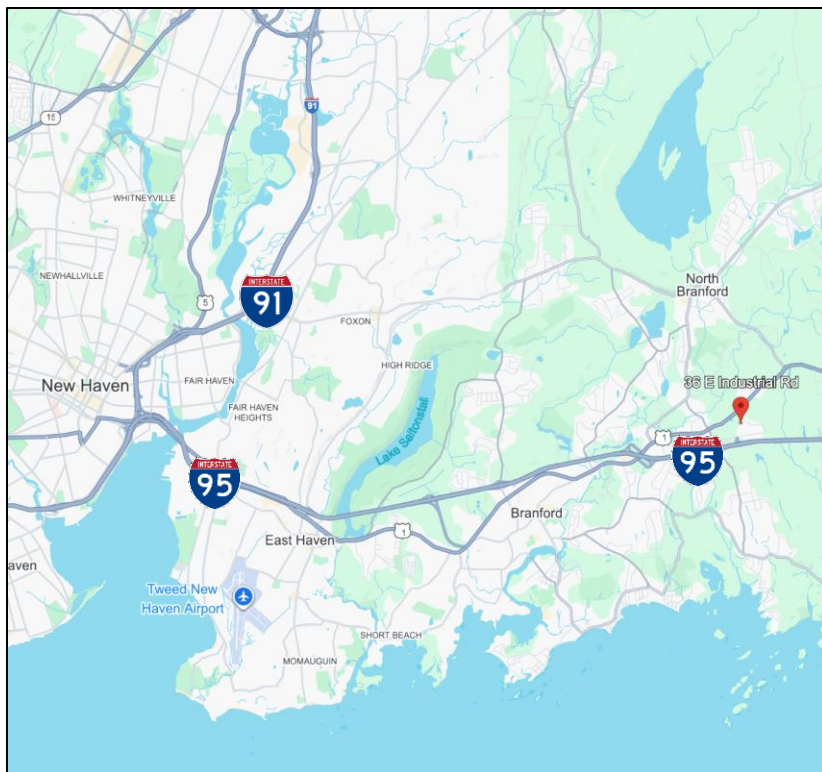 15
91
WHITNEYVILLE
NEWHALLVILLE
5
INTERSTATE
91
North
Branford
FOXON
HIGH RIDGE
New Haven
FAIR HAVEN
36 E Industrial Rd
FAIR HAVEN
HEIGHTS
Lake Saltonstall
1
INTERSTATE
95
INTERSTATE
95
Branford
1
East Haven
aven
Tweed New
Haven Airport
SHORT BEACH
MOMAUGUIN